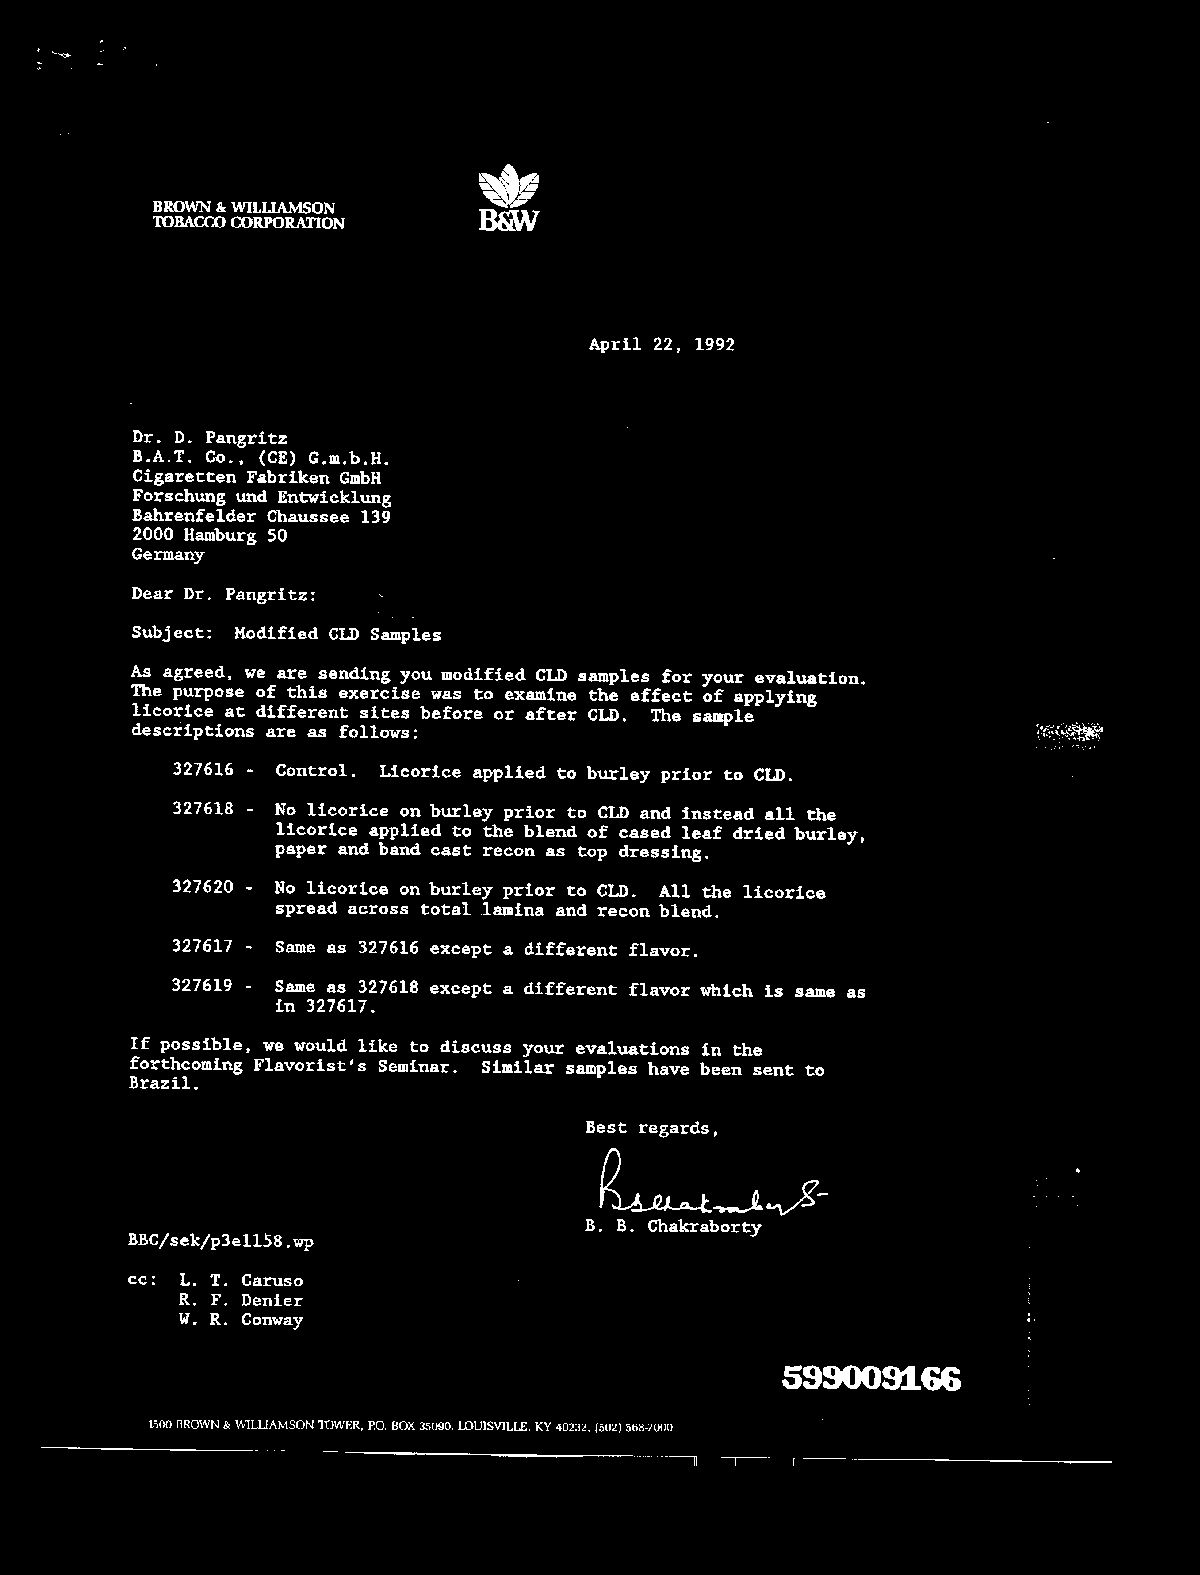 BROWN & WILLIAMSON
TOBACCO CORPORATION
B&W
April 22, 1992
Dr. D. Pangritz
B.A.T. Co., (CE) G.m.b.H.
Cigaretten Fabriken GmbH
Forschung und Entwicklung
Bahrenfelder Chaussee 139
2000 Hamburg 50
Germany
Dear Dr. Pangritz:
Subject: Modified CLD Samples
As agreed, we are sending you modified CLD samples for your evaluation.
The purpose of this exercise was to examine the effect of applying
licorice at different sites before or after CLD. The sample
descriptions are as follows:
327616 - Control. Licorice applied to burley prior to CLD.
327618 - No licorice on burley prior to CLD and instead all the
licorice applied to the blend of cased leaf dried burley,
paper and band cast recon as top dressing.
327620 - No licorice on burley prior to CLD. All the licorice
spread across total lamina and recon blend.
327617 - Same as 327616 except a different flavor.
327619 - Same as 327618 except a different flavor which is same as
in 327617.
If possible, we would like to discuss your evaluations in the
forthcoming Flavorist's Seminar. Similar samples have been sent to
Brazil.
Best regards,
B. B. Chakraborty
BBC/sek/p3e1158.wp
cc: L. T. Caruso
R. F. Denier
W. R. Conway
599009166
1500 BROWN & WILLIAMSON TOWER, P.O. BOX 35090, LOUISVILLE, KY 40232, (502) 568-7000